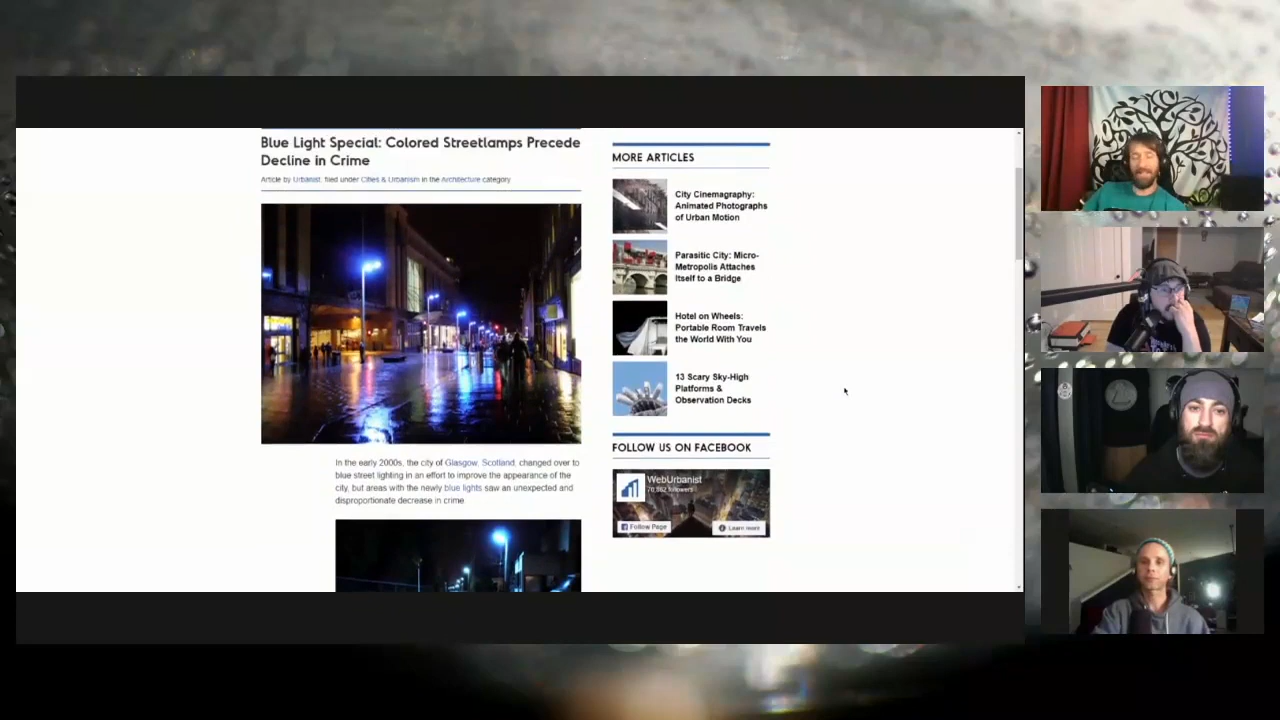 Blue Light Special: Colored Streetlamps Precede
Decline in Crime
Article by Urbanist, filed under Cities & Urbanism in the Architecture category
In the early 2000s, the city of Glasgow, Scotland, changed over to
blue street lighting in an effort to improve the appearance of the
city, but areas with the newly blue lights saw an unexpected and
disproportionate decrease in crime
MORE ARTICLES
City Cinemagraphy:
Animated Photographs
of Urban Motion
Parasitic City: Micro-
Metropolis Attaches
Itself to a Bridge
Hotel on Wheels:
Portable Room Travels
the World With You
13 Scary Sky-High
Platforms &
Observation Decks
FOLLOW US ON FACEBOOK
WebUrbanist
followers
Follow Page
Learn more